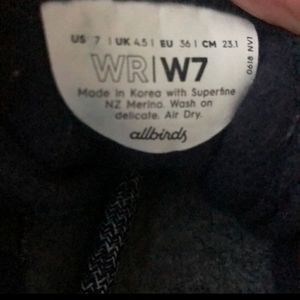 US 7 | UK 4.5 | EU 36 | CM 23.1
WR|W7
Made in Korea with Superfine
NZ Merino. Wash on
delicate. Air Dry.
allbirds
0618 NV1